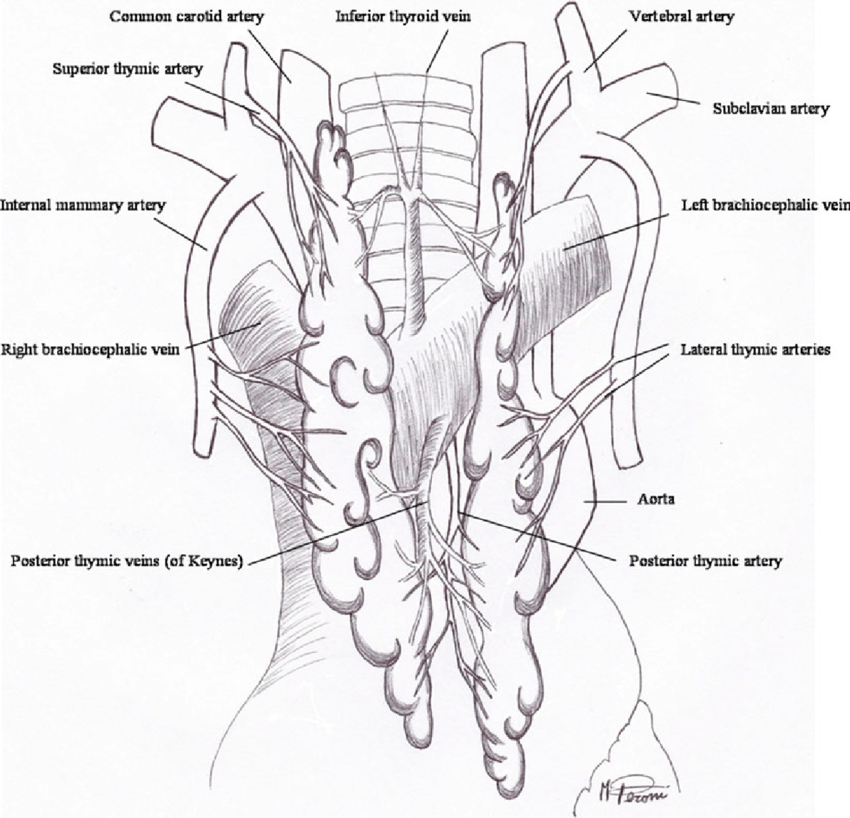 Common carotid artery
Inferior thyroid vein
Vertebral artery
Superior thymic artery
Subclavian artery
Internal mammary artery
Left brachiocephalic vein
Right brachiocephalic vein
Lateral thymic arteries
Aorta
Posterior thymic veins (of Keynes)
Posterior thymic artery
M. Peroni